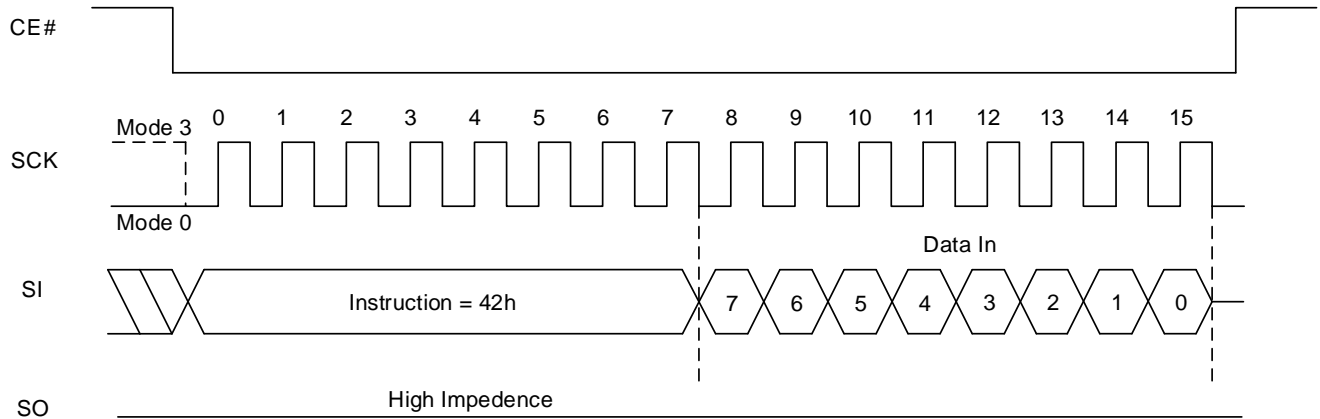 CE#
0 1 2 3 4 5 6 7 8 9 10 11 12 13 14 15
Mode 3
SCK
Mode 0
Data In
SI
Instruction = 42h
7 6 5 4 3 2 1 0
High Impedence
SO